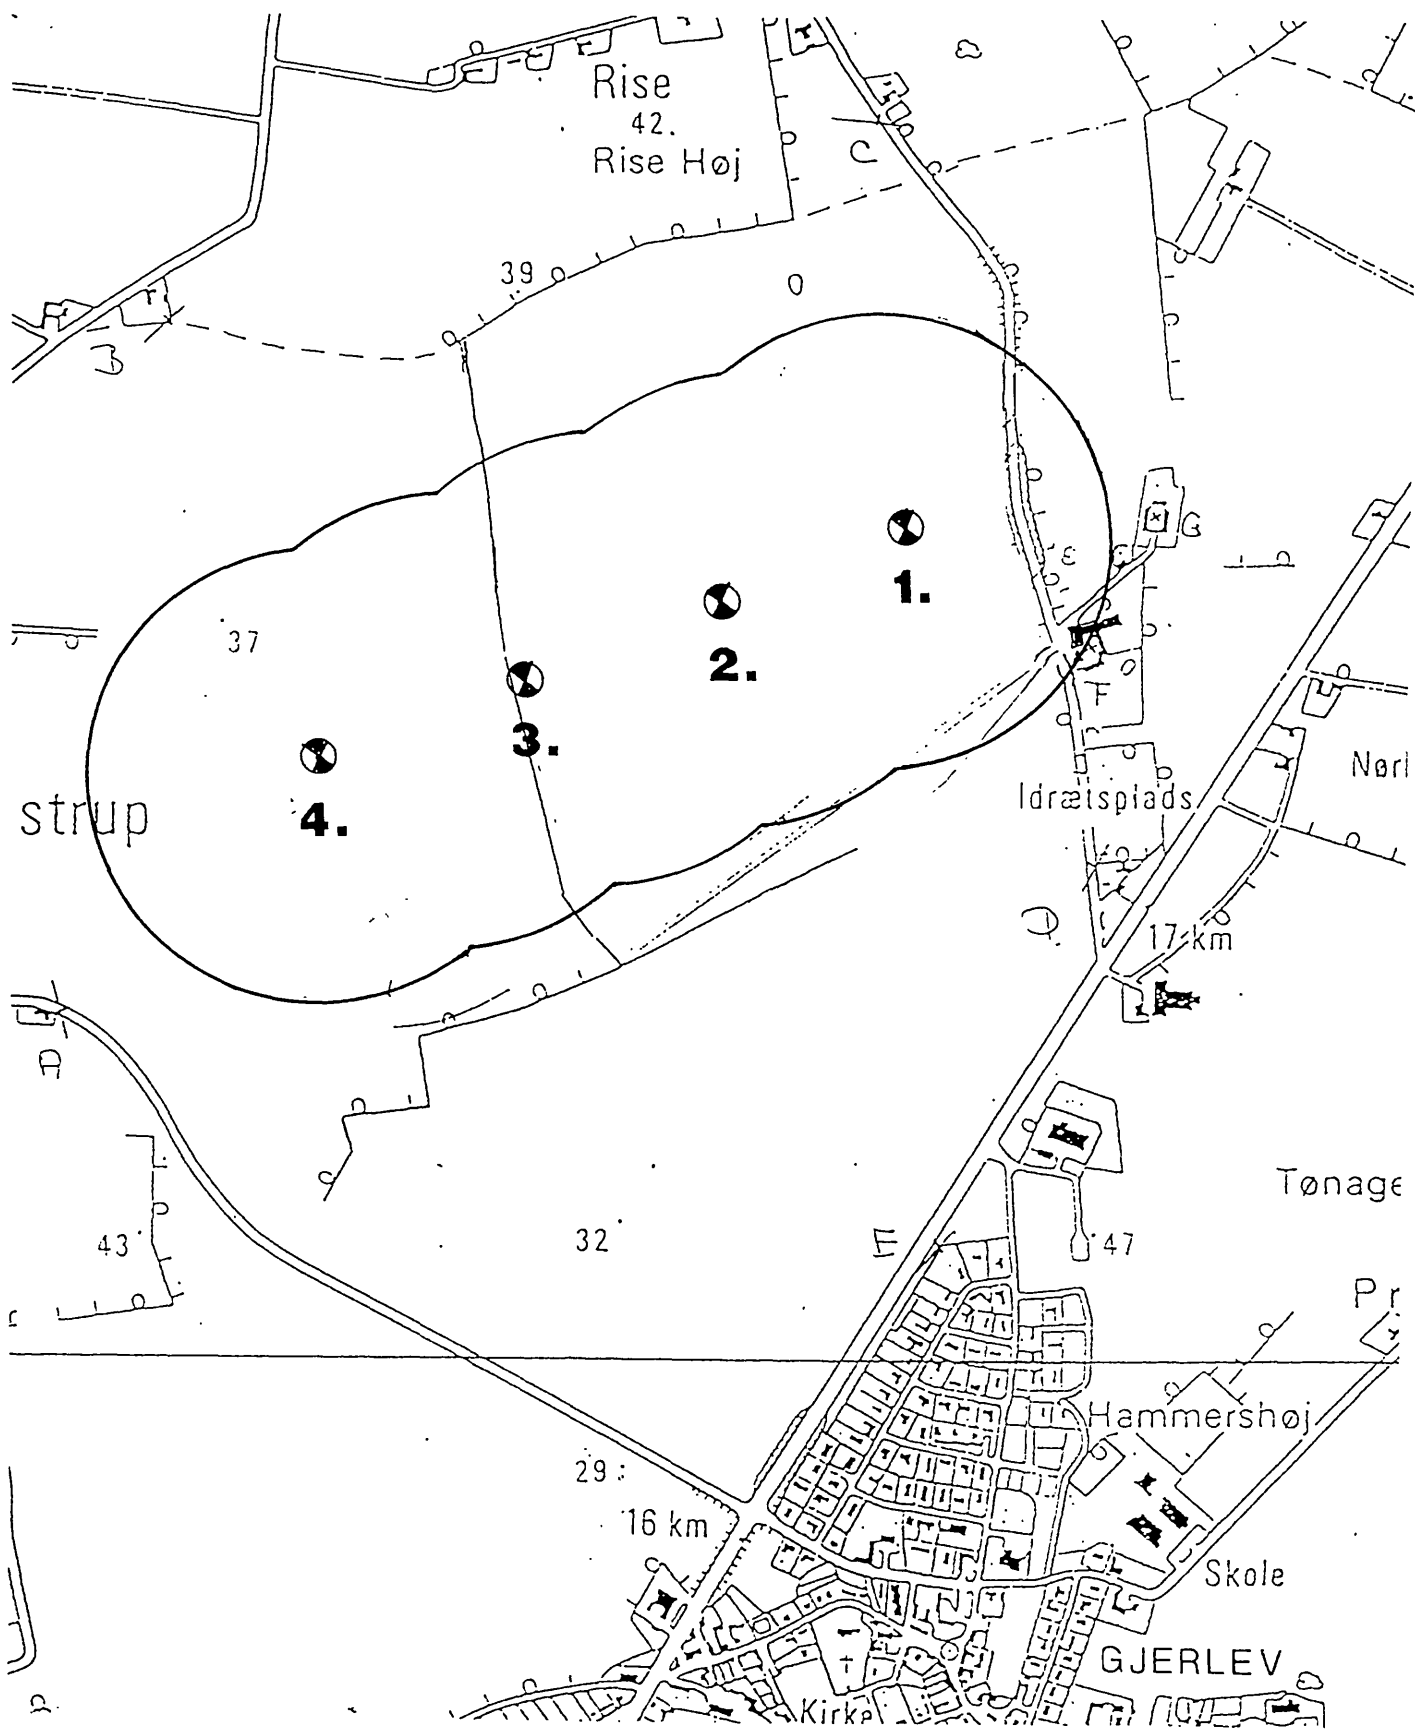 Rise
42.
Rise Høj
C
39
B
G
E
1.
37
2.
F
3.
Nørl
Idrætsplads
strup
4.
D
17 km
A
Tønage
43
32
E
47
Pr
Hammershøj
29
16 km
Skole
GJERLEV
Kirke